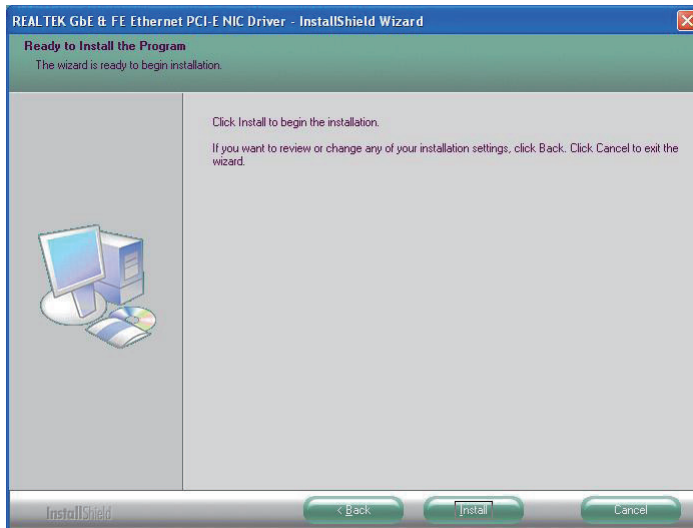 REALTEK GbE & FE Ethernet PCI-E NIC Driver - InstallShield Wizard
Ready to Install the Program
The wizard is ready to begin installation.
Click Install to begin the installation.
If you want to review or change any of your installation settings, click Back. Click Cancel to exit the
wizard.
InstallShield
< Back
Install
Cancel